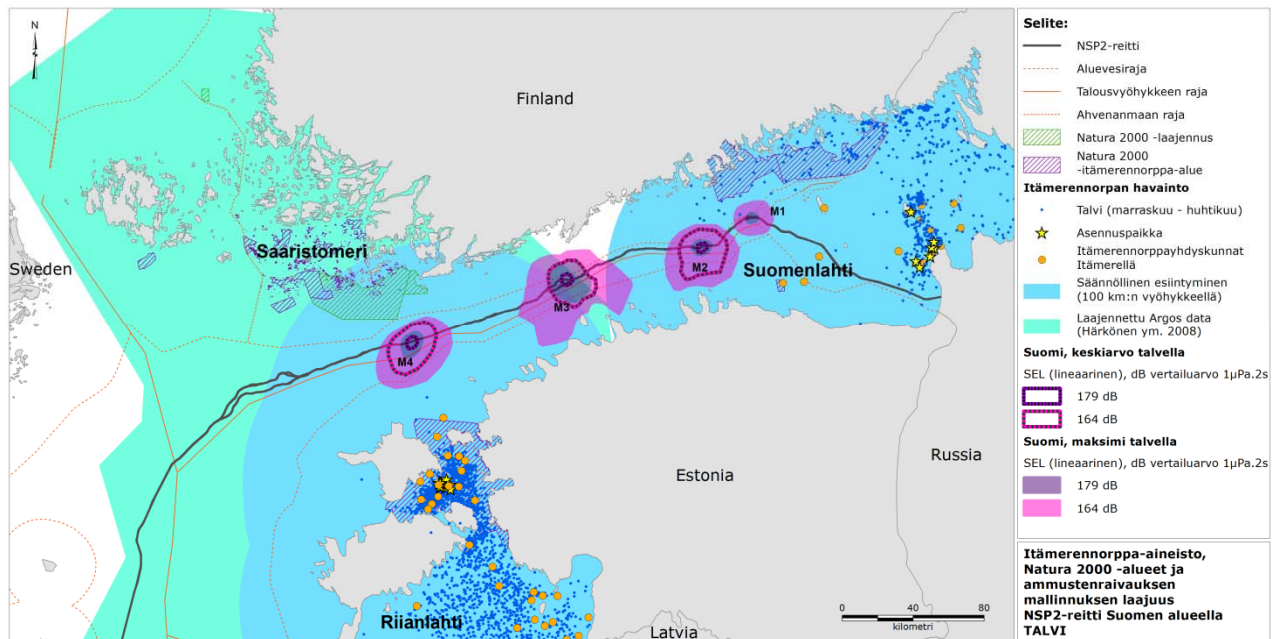 N
Finland
Sweden
Saaristomeri
Suomenlahti
M1
M2
M3
M4
Estonia
Russia
Riianlahti
Latvia
0 40 80
kilometri
Selite:
NSP2-reitti
Aluevesiraja
Talousvyöhykkeen raja
Ahvenanmaan raja
Natura 2000 -laajennus
Natura 2000
-itämerennorppa-alue
Itämerennorpan havainto
Talvi (marraskuu - huhtikuu)
Asennuspaikka
Itämerennorppayhdyskunnat
Itämerellä
Säännöllinen esiintyminen
(100 km:n vyöhykkeellä)
Laajennettu Argos data
(Härkönen ym. 2008)
Suomi, keskiarvo talvella
SEL (lineaarinen), dB vertailuarvo 1µPa.2s
179 dB
164 dB
Suomi, maksimi talvella
SEL (lineaarinen), dB vertailuarvo 1µPa.2s
179 dB
164 dB
Itämerennorppa-aineisto,
Natura 2000 -alueet ja
ammustenraivauksen
mallinnuksen laajuus
NSP2-reitti Suomen alueella
TALVI